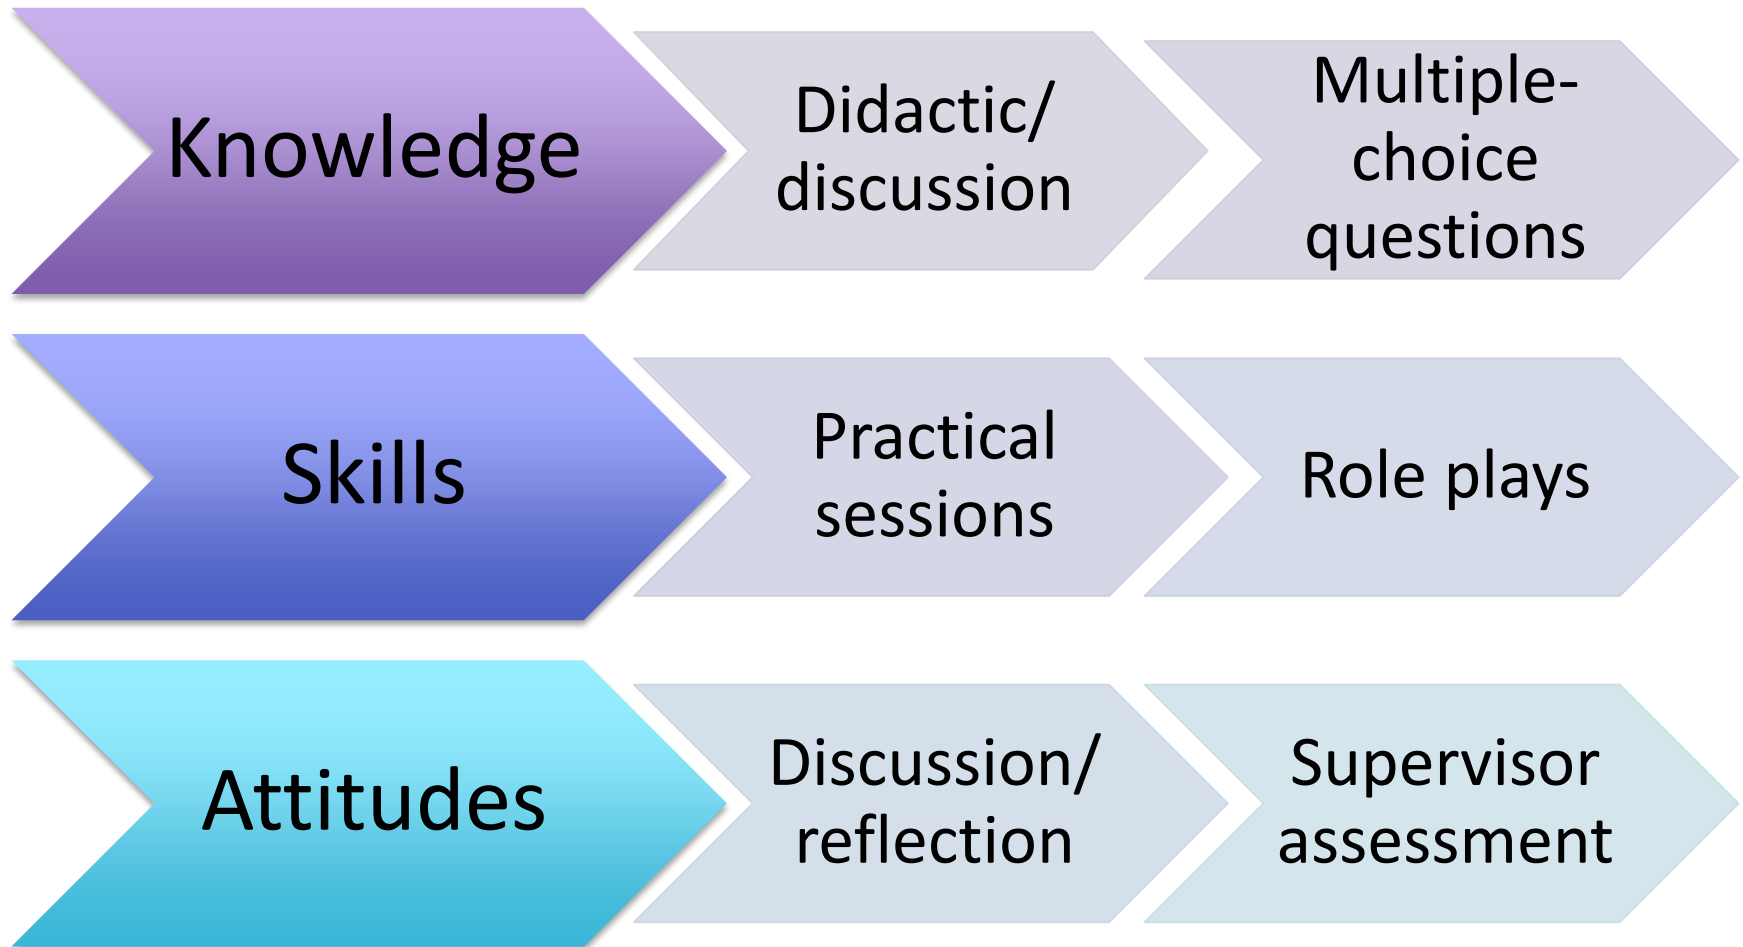 Knowledge
Didactic/
discussion
Multiple-
choice
questions
Skills
Practical
sessions
Role plays
Attitudes
Discussion/
reflection
Supervisor
assessment